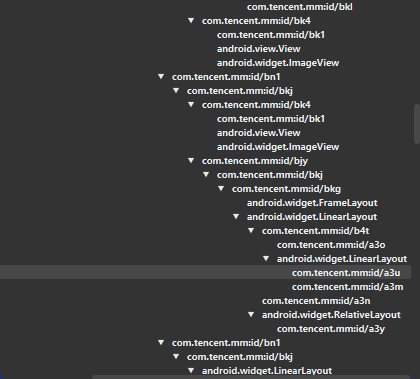 com.tencent.mm:id/bkl
com.tencent.mm:id/bk4
com.tencent.mm:id/bk1
android.view.View
android.widget.ImageView
com.tencent.mm:id/bn1
com.tencent.mm:id/bkj
com.tencent.mm:id/bk4
com.tencent.mm:id/bk1
android.view.View
android.widget.ImageView
com.tencent.mm:id/bjy
com.tencent.mm:id/bkj
com.tencent.mm:id/bkg
android.widget.FrameLayout
android.widget.LinearLayout
com.tencent.mm:id/b4t
com.tencent.mm:id/a3o
android.widget.LinearLayout
com.tencent.mm:id/a3u
com.tencent.mm:id/a3m
com.tencent.mm:id/a3n
android.widget.RelativeLayout
com.tencent.mm:id/a3y
com.tencent.mm:id/bn1
com.tencent.mm:id/bkj
android.widget.LinearLayout